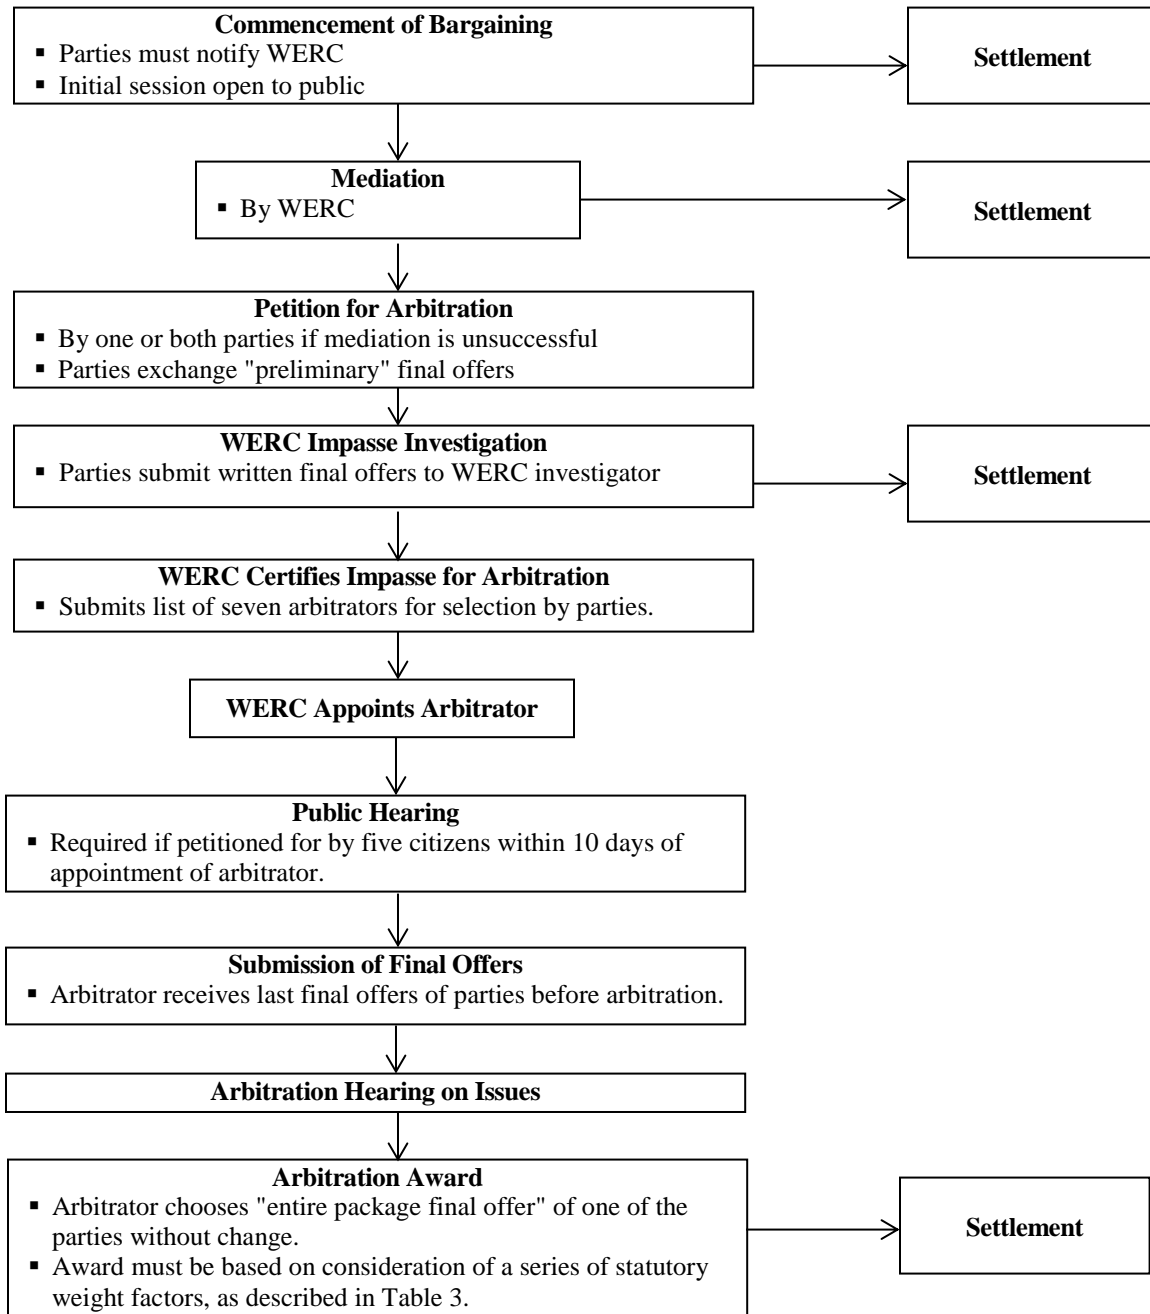 Commencement of Bargaining
▪ Parties must notify WERC
▪ Initial session open to public
Settlement
Mediation
▪ By WERC
Settlement
Petition for Arbitration
▪ By one or both parties if mediation is unsuccessful
▪ Parties exchange "preliminary" final offers
WERC Impasse Investigation
▪ Parties submit written final offers to WERC investigator
Settlement
WERC Certifies Impasse for Arbitration
▪ Submits list of seven arbitrators for selection by parties.
WERC Appoints Arbitrator
Public Hearing
▪ Required if petitioned for by five citizens within 10 days of
appointment of arbitrator.
Submission of Final Offers
▪ Arbitrator receives last final offers of parties before arbitration.
Arbitration Hearing on Issues
Arbitration Award
▪ Arbitrator chooses "entire package final offer" of one of the
parties without change.
▪ Award must be based on consideration of a series of statutory
weight factors, as described in Table 3.
Settlement